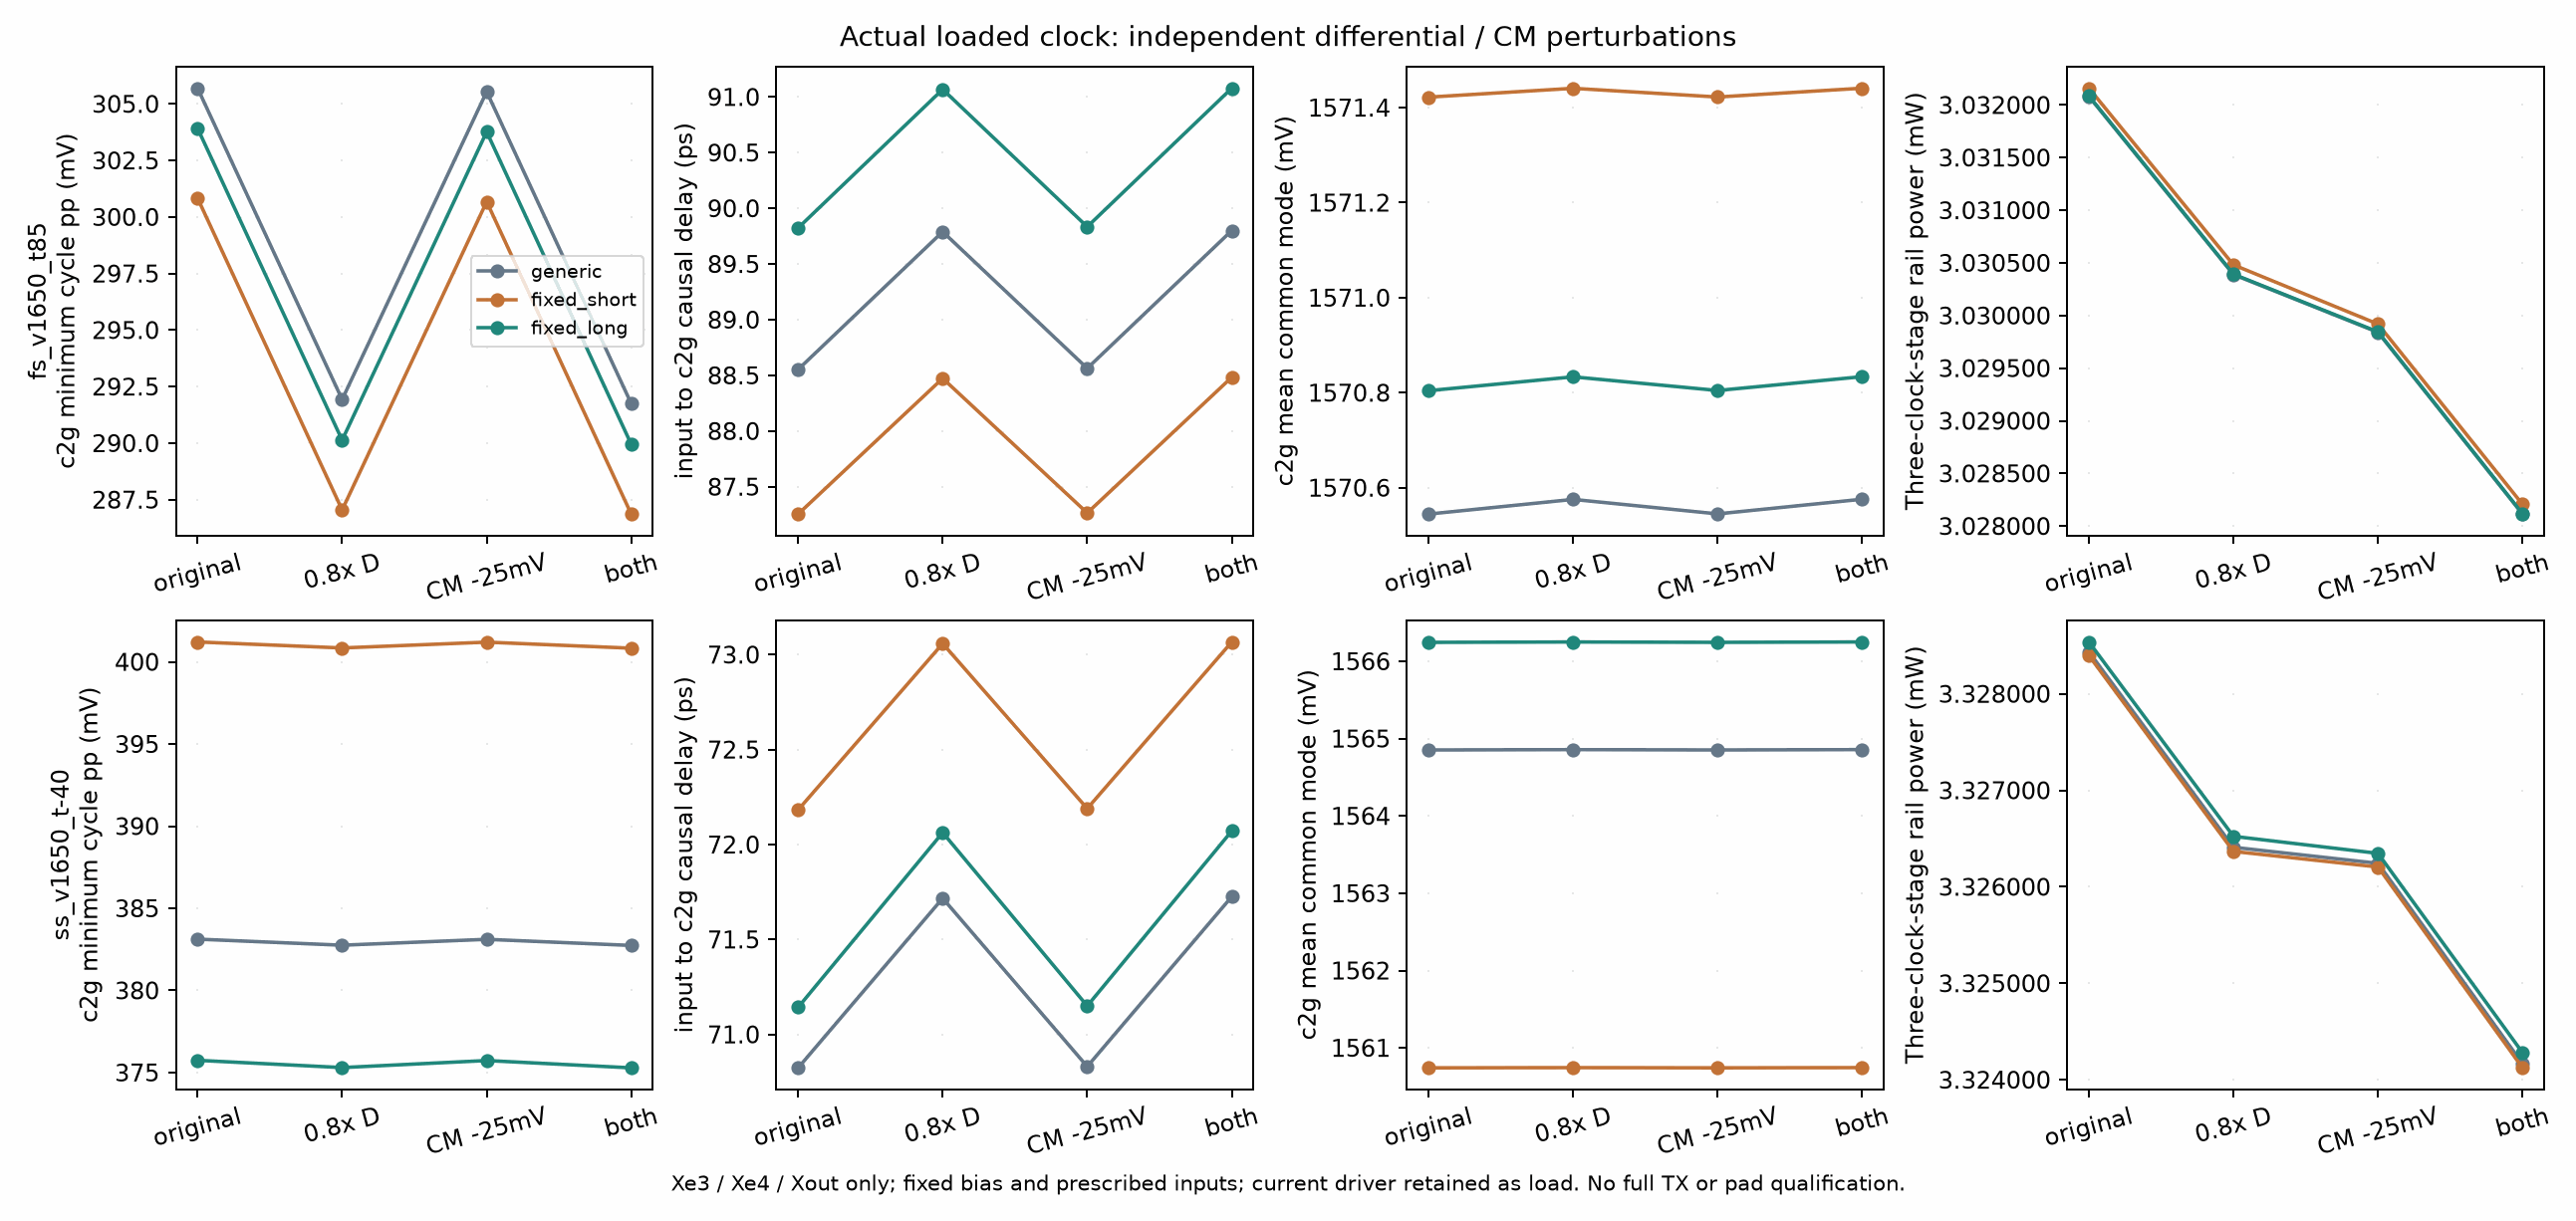 Actual loaded clock: independent differential / CM perturbations
fs_v1650_t85
c2g minimum cycle pp (mV)
305.0
302.5
300.0
297.5
295.0
292.5
290.0
287.5
generic
fixed_short
fixed_long
original
0.8x D
CM -25mV
both
input to c2g causal delay (ps)
91.0
90.5
90.0
89.5
89.0
88.5
88.0
87.5
original
0.8x D
CM -25mV
both
c2g mean common mode (mV)
1571.4
1571.2
1571.0
1570.8
1570.6
original
0.8x D
CM -25mV
both
Three-clock-stage rail power (mW)
3.032000
3.031500
3.031000
3.030500
3.030000
3.029500
3.029000
3.028500
3.028000
original
0.8x D
CM -25mV
both
ss_v1650_t-40
c2g minimum cycle pp (mV)
400
395
390
385
380
375
original
0.8x D
CM -25mV
both
input to c2g causal delay (ps)
73.0
72.5
72.0
71.5
71.0
original
0.8x D
CM -25mV
both
c2g mean common mode (mV)
1566
1565
1564
1563
1562
1561
original
0.8x D
CM -25mV
both
Three-clock-stage rail power (mW)
3.328000
3.327000
3.326000
3.325000
3.324000
original
0.8x D
CM -25mV
both
Xe3 / Xe4 / Xout only; fixed bias and prescribed inputs; current driver retained as load. No full TX or pad qualification.